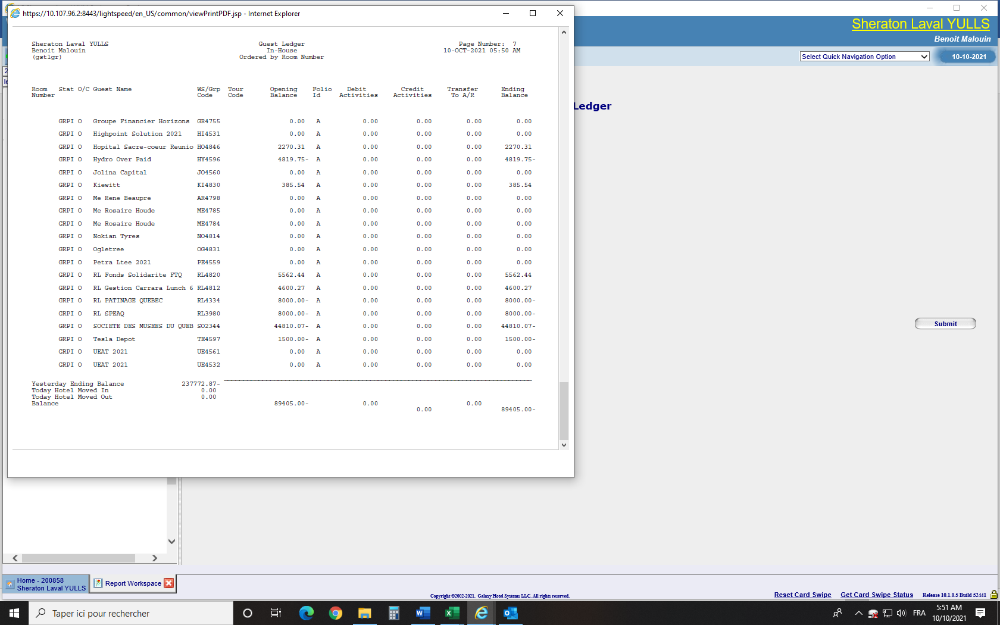 https://10.107.96.2:8443/lightspeed/en_US/common/viewPrintPDF.jsp - Internet Explorer
Sheraton Laval YULLS
Benoit Malouin
Select Quick Navigation Option
10-10-2021
Sheraton Laval YULLS Guest Ledger Page Number: 7
Benoit Malouin In-House 10-OCT-2021 05:50 AM
(gstlgr) Ordered by Room Number
Room Stat O/C Guest Name WS/Grp Tour Opening Folio Debit Credit Transfer Ending
Number Code Code Balance Id Activities Activities To A/R Balance
Ledger
GRPI O Groupe Financier Horizons GR4755 0.00 A 0.00 0.00 0.00 0.00
GRPI O Highpoint Solution 2021 HI4531 0.00 A 0.00 0.00 0.00 0.00
GRPI O Hopital Sacre-coeur Reunio HO4846 2270.31 A 0.00 0.00 0.00 2270.31
GRPI O Hydro Over Paid HY4596 4819.75- A 0.00 0.00 0.00 4819.75-
GRPI O Jolina Capital JO4560 0.00 A 0.00 0.00 0.00 0.00
GRPI O Kiewitt KI4830 385.54 A 0.00 0.00 0.00 385.54
GRPI O Me Rene Beaupre AR4798 0.00 A 0.00 0.00 0.00 0.00
GRPI O Me Rosaire Houde ME4785 0.00 A 0.00 0.00 0.00 0.00
GRPI O Me Rosaire Houde ME4784 0.00 A 0.00 0.00 0.00 0.00
GRPI O Nokian Tyres NO4814 0.00 A 0.00 0.00 0.00 0.00
GRPI O Ogletree OG4831 0.00 A 0.00 0.00 0.00 0.00
GRPI O Petra Ltee 2021 PE4559 0.00 A 0.00 0.00 0.00 0.00
GRPI O RL Fonds Solidarite FTQ RL4820 5562.44 A 0.00 0.00 0.00 5562.44
GRPI O RL Gestion Carrara Lunch 6 RL4812 4600.27 A 0.00 0.00 0.00 4600.27
GRPI O RL PATINAGE QUEBEC RL4334 8000.00- A 0.00 0.00 0.00 8000.00-
GRPI O RL SPEAQ RL3980 8000.00- A 0.00 0.00 0.00 8000.00-
GRPI O SOCIETE DES MUSEES DU QUEB SO2344 44810.07- A 0.00 0.00 0.00 44810.07-
GRPI O Tesla Depot TE4597 1500.00- A 0.00 0.00 0.00 1500.00-
GRPI O UEAT 2021 UE4561 0.00 A 0.00 0.00 0.00 0.00
GRPI O UEAT 2021 UE4532 0.00 A 0.00 0.00 0.00 0.00
Yesterday Ending Balance 237772.87-
Today Hotel Moved In 0.00
Today Hotel Moved Out 0.00
Balance 89405.00- 0.00 0.00
0.00 89405.00-
Submit
Home - 200858
Sheraton Laval YULLS
Report Workspace
Copyright ©2002-2021. Galaxy Hotel Systems LLC. All rights reserved.
Reset Card Swipe Get Card Swipe Status Release 10.1.0.5 Build 52441
Taper ici pour rechercher
FRA
5:51 AM
10/10/2021